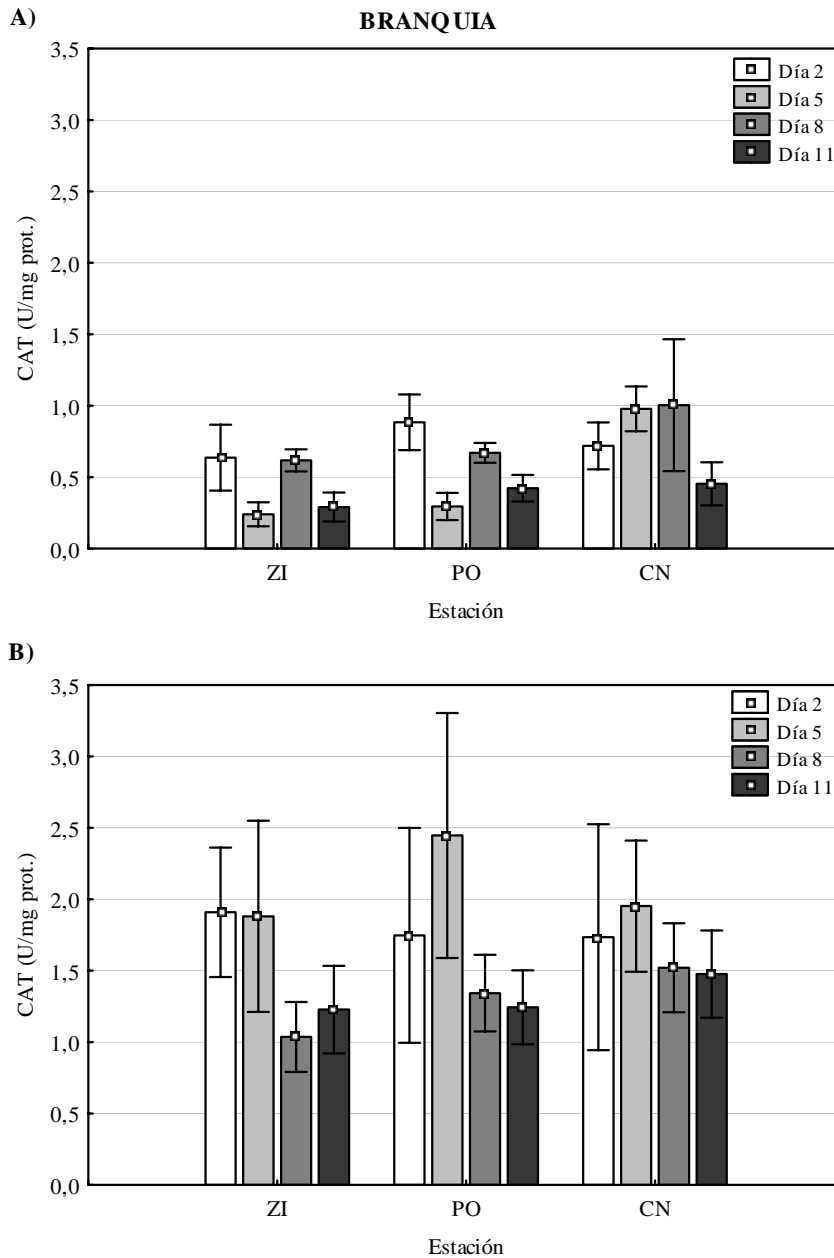 A)
BRANQUIA
3,5
3,0
2,5
2,0
1,5
1,0
0,5
0,0
CAT (U/mg prot.)
Día 2
Día 5
Día 8
Día 11
ZI PO CN
Estación
B)
3,5
3,0
2,5
2,0
1,5
1,0
0,5
0,0
CAT (U/mg prot.)
Día 2
Día 5
Día 8
Día 11
ZI PO CN
Estación